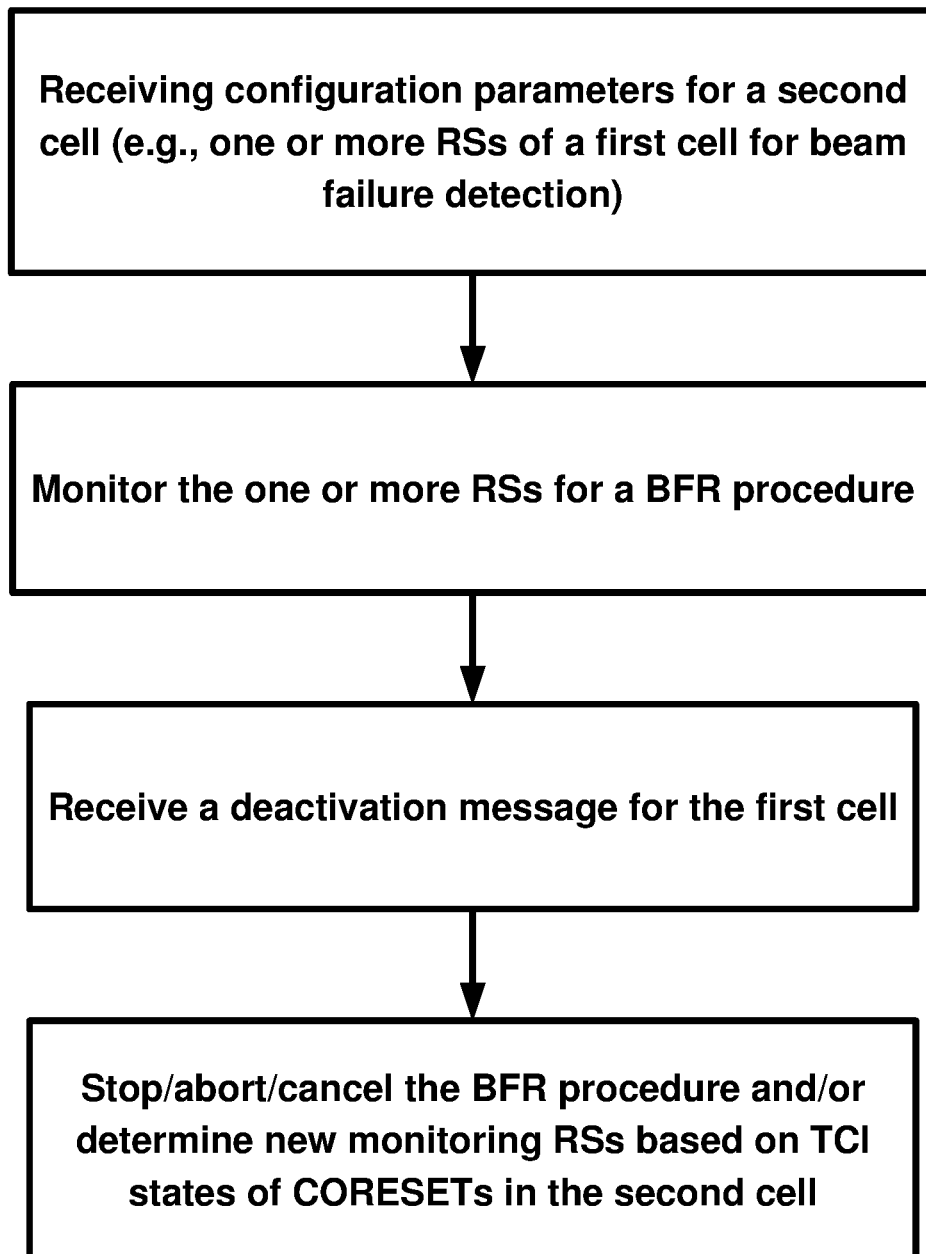 Receiving configuration parameters for a second
cell (e.g., one or more RSs of a first cell for beam
failure detection)
Monitor the one or more RSs for a BFR procedure
Receive a deactivation message for the first cell
Stop/abort/cancel the BFR procedure and/or
determine new monitoring RSs based on TCI
states of CORESETs in the second cell